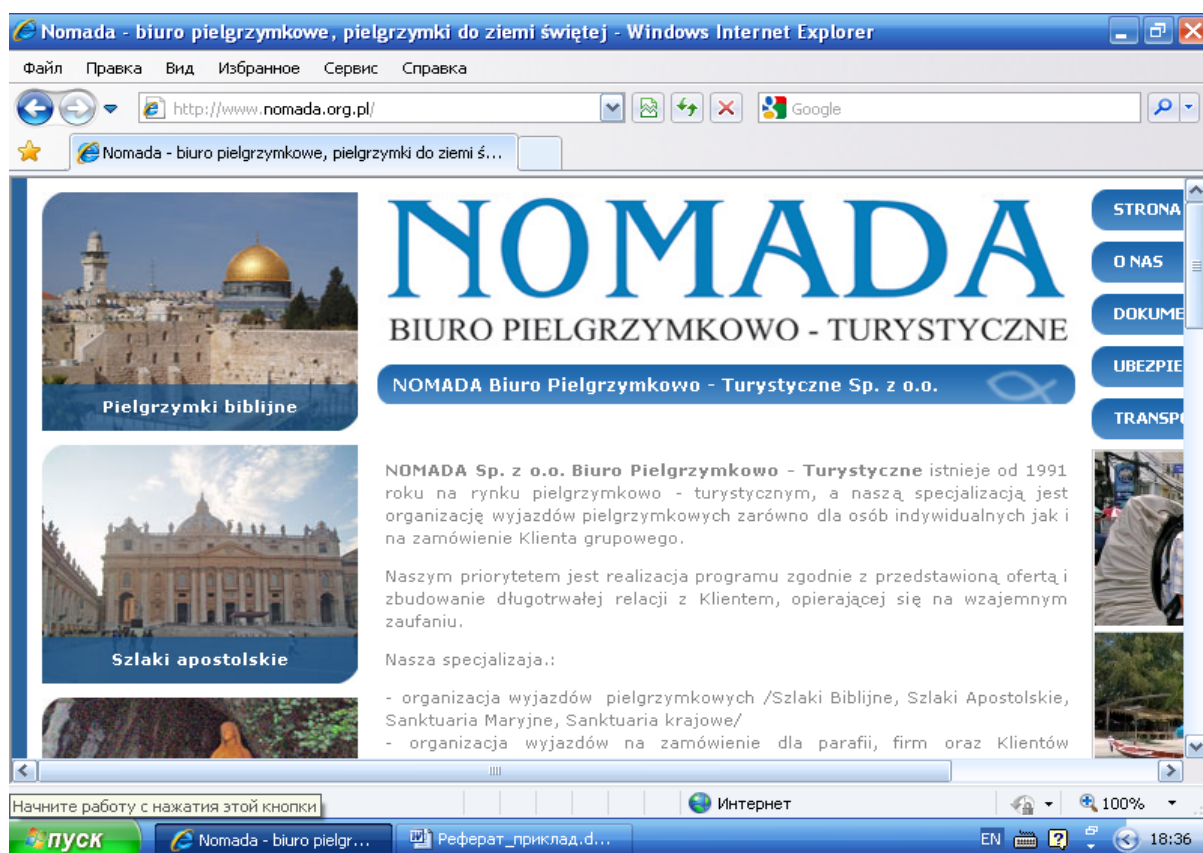 Nomada - biuro pielgrzymkowe, pielgrzymki do ziemi świętej - Windows Internet Explorer
Файл Правка Вид Избранное Сервис Справка
http://www.nomada.org.pl/
Google
Nomada - biuro pielgrzymkowe, pielgrzymki do ziemi ś...
NOMADA
BIURO PIELGRZYMKOWO - TURYSTYCZNE
NOMADA Biuro Pielgrzymkowo - Turystyczne Sp. z o.o.
Pielgrzymki biblijne
Szlaki apostolskie
NOMADA Sp. z o.o. Biuro Pielgrzymkowo - Turystyczne istnieje od 1991
roku na rynku pielgrzymkowo - turystycznym, a naszą specjalizacją jest
organizację wyjazdów pielgrzymkowych zarówno dla osób indywidualnych jak i
na zamówienie Klienta grupowego.
Naszym priorytetem jest realizacja programu zgodnie z przedstawioną ofertą i
zbudowanie długotrwałej relacji z Klientem, opierającej się na wzajemnym
zaufaniu.
Nasza specjalizaja.:
- organizacja wyjazdów pielgrzymkowych /Szlaki Biblijne, Szlaki Apostolskie,
Sanktuaria Maryjne, Sanktuaria krajowe/
- organizacja wyjazdów na zamówienie dla parafii, firm oraz Klientów
STRONA
O NAS
DOKUME
UBEZPIE
TRANSP
Начните работу с нажатия этой кнопки
Интернет
100%
пуск
Nomada - biuro pielgr...
Реферат_приклад.d...
EN
18:36